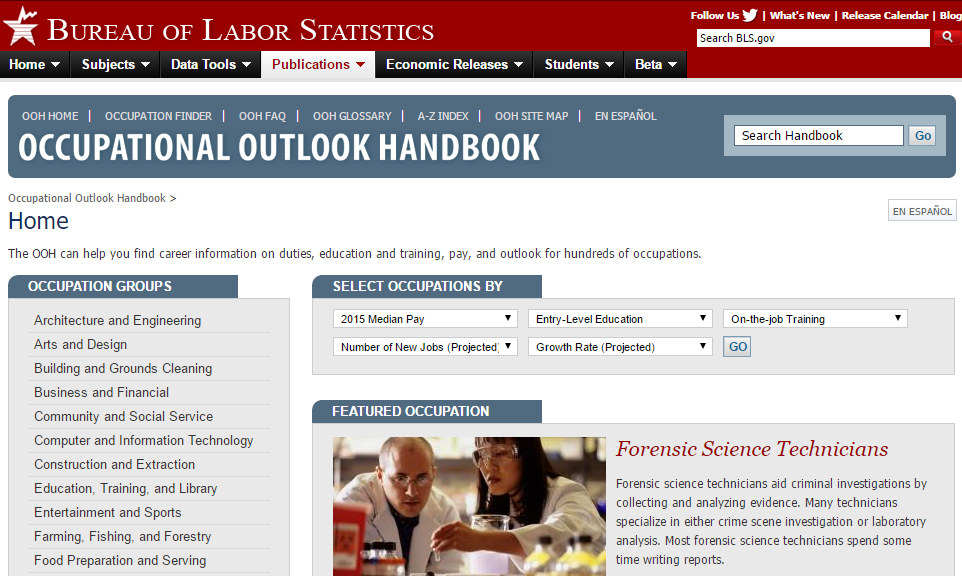 BUREAU OF LABOR STATISTICS
Follow Us | What's New | Release Calendar | Blog
Search BLS.gov
Home Subjects Data Tools Publications Economic Releases Students Beta
OOH HOME | OCCUPATION FINDER | OOH FAQ | OOH GLOSSARY | A-Z INDEX | OOH SITE MAP | EN ESPAÑOL
OCCUPATIONAL OUTLOOK HANDBOOK
Search Handbook Go
Occupational Outlook Handbook >
EN ESPAÑOL
Home
The OOH can help you find career information on duties, education and training, pay, and outlook for hundreds of occupations.
OCCUPATION GROUPS
Architecture and Engineering
Arts and Design
Building and Grounds Cleaning
Business and Financial
Community and Social Service
Computer and Information Technology
Construction and Extraction
Education, Training, and Library
Entertainment and Sports
Farming, Fishing, and Forestry
Food Preparation and Serving
SELECT OCCUPATIONS BY
2015 Median Pay Entry-Level Education On-the-job Training
Number of New Jobs (Projected) Growth Rate (Projected) GO
FEATURED OCCUPATION
Forensic Science Technicians
Forensic science technicians aid criminal investigations by
collecting and analyzing evidence. Many technicians
specialize in either crime scene investigation or laboratory
analysis. Most forensic science technicians spend some
time writing reports.